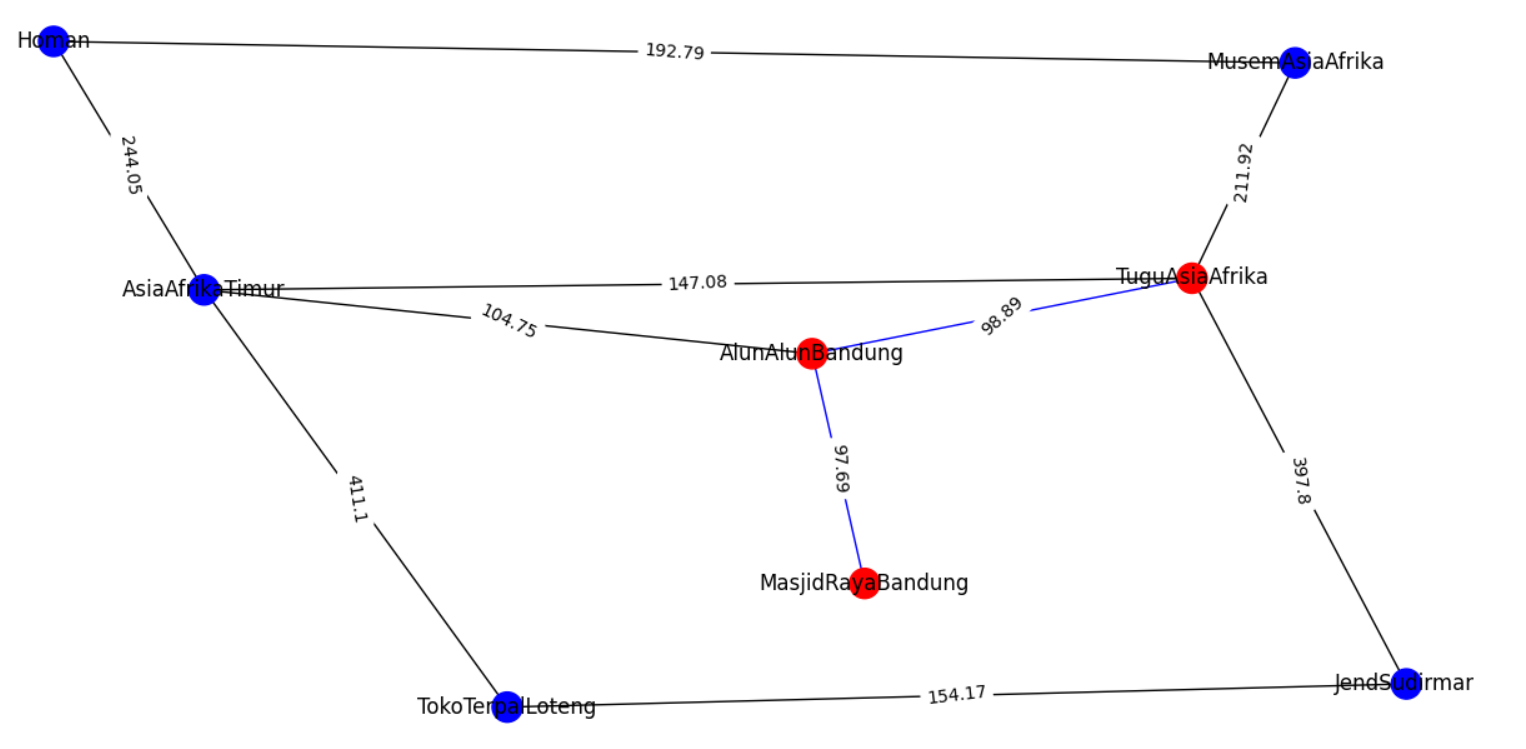 Homan
192.79
MusemAsiaAfrika
244.05
211.92
AsiaAfrikaTimur
147.08
TuguAsiaAfrika
104.75
98.89
AlunAlunBandung
97.69
411.1
397.8
MasjidRayaBandung
TokoTerpalLoteng
154.17
JendSudirmar